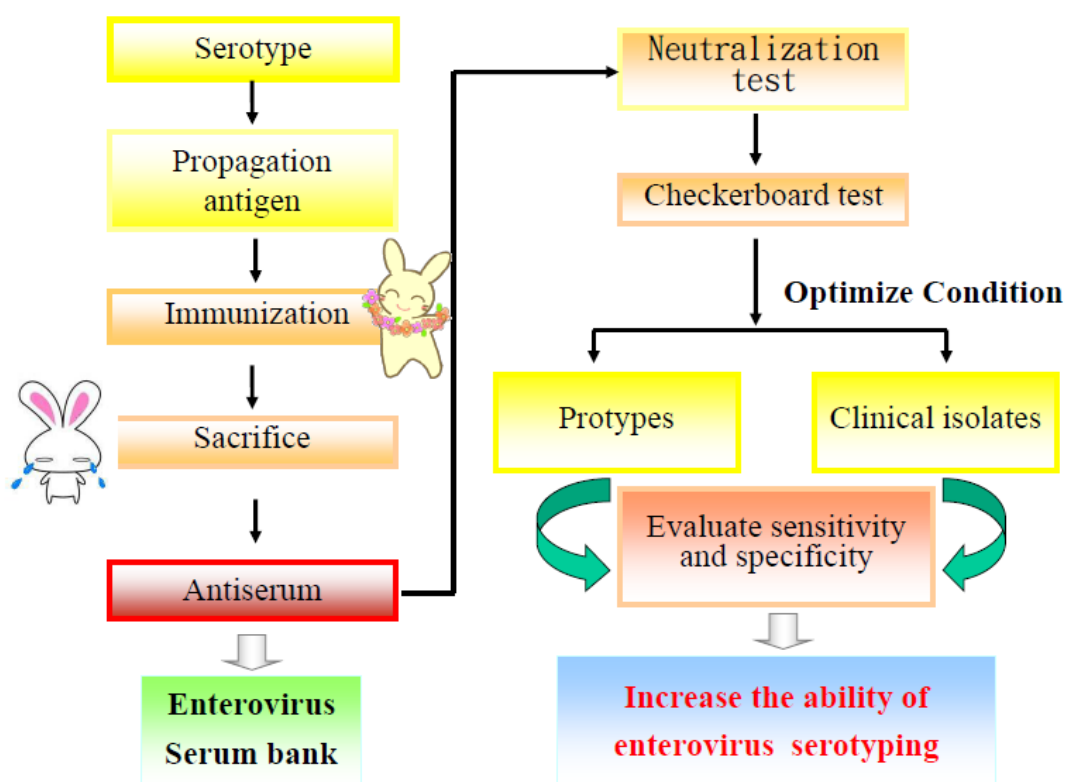 Serotype
Propagation
antigen
Immunization
Sacrifice
Antiserum
Enterovirus
Serum bank
Neutralization
test
Checkerboard test
Optimize Condition
Protypes
Clinical isolates
Evaluate sensitivity
and specificity
Increase the ability of
enterovirus serotyping